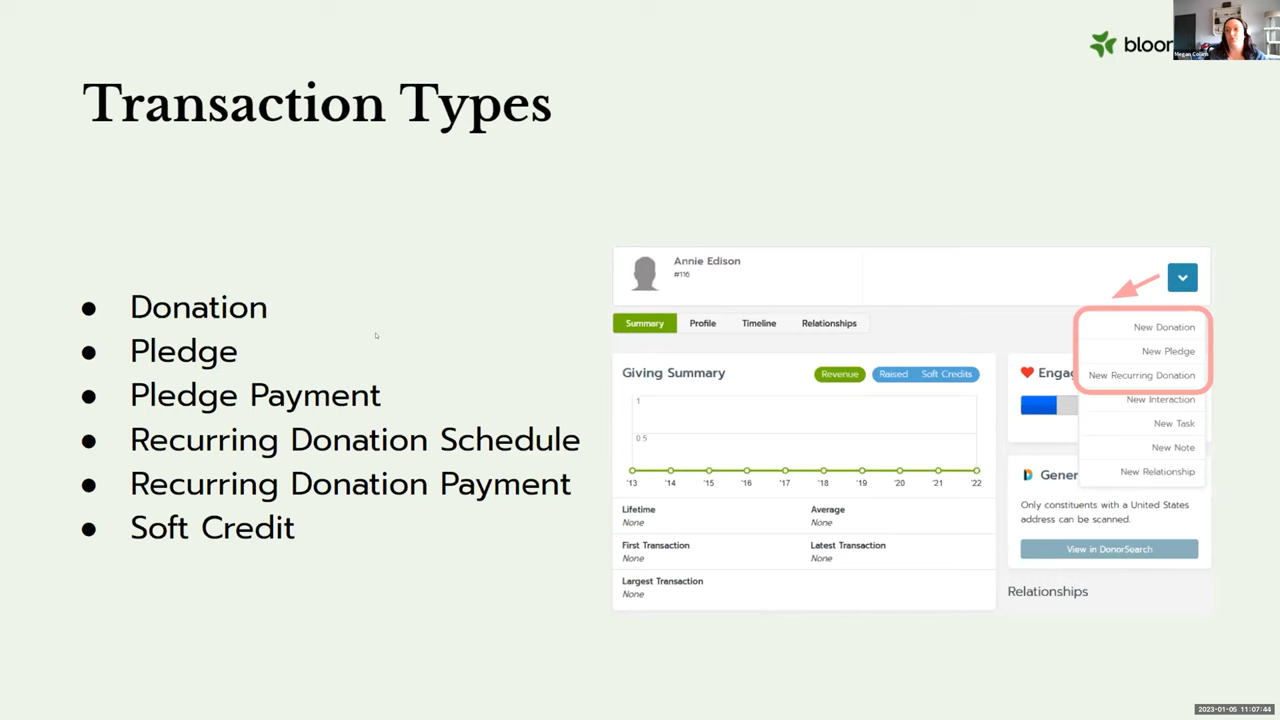 bloom
Megan Collins
Transaction Types
● Donation
● Pledge
● Pledge Payment
● Recurring Donation Schedule
● Recurring Donation Payment
● Soft Credit
Annie Edison
#116
Summary Profile Timeline Relationships
New Donation
New Pledge
New Recurring Donation
New Interaction
New Task
New Note
New Relationship
Giving Summary
Revenue Raised Soft Credits
1
0.5
'13 '14 '15 '16 '17 '18 '19 '20 '21 '22
Lifetime Average
None None
First Transaction Latest Transaction
None None
Largest Transaction
None
Engag
Gener
Only constituents with a United States
address can be scanned.
View in DonorSearch
Relationships
2023-01-05 11:07:44